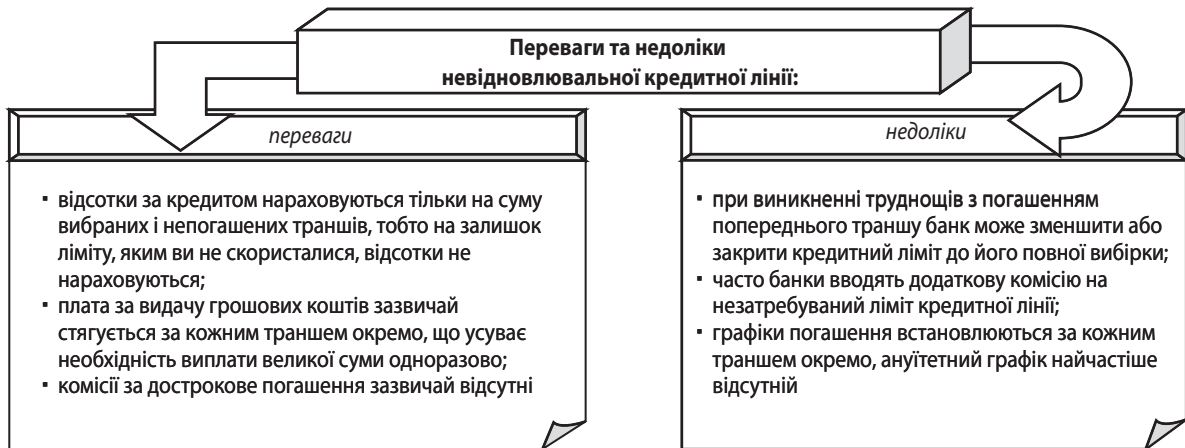 Переваги та недоліки
невідновлювальної кредитної лінії:
переваги
▪ відсотки за кредитом нараховуються тільки на суму
вибраних і непогашених траншів, тобто на залишок
ліміту, яким ви не скористалися, відсотки не
нараховуються;
▪ плата за видачу грошових коштів зазвичай
стягується за кожним траншем окремо, що усуває
необхідність виплати великої суми одноразово;
▪ комісії за дострокове погашення зазвичай відсутні
недоліки
▪ при виникненні труднощів з погашенням
попереднього траншу банк може зменшити або
закрити кредитний ліміт до його повної вибірки;
▪ часто банки вводять додаткову комісію на
незатребуваний ліміт кредитної лінії;
▪ графіки погашення встановлюються за кожним
траншем окремо, ануїтетний графік найчастіше
відсутній